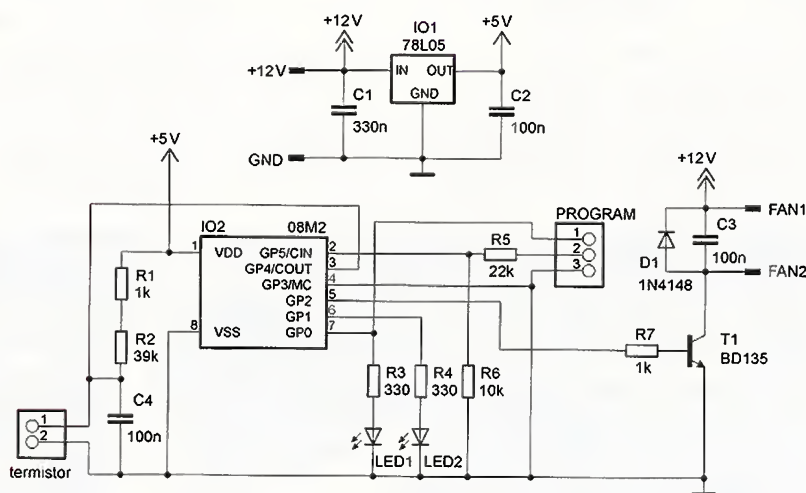 +12V
IO1
78L05
+5V
+12V
IN OUT
GND
C1
330n
C2
100n
GND
+5V
+12V
IO2
08M2
PROGRAM
FAN1
1
VDD
GP5/CIN
2
GP4/COUT
3
GP3/MC
4
GP2
5
GP1
6
GP0
7
8
VSS
R5
22k
1
2
3
C3
100n
D1
1N4148
FAN2
R1
1k
R2
39k
R7
1k
T1
BD135
R3
330
R4
330
R6
10k
C4
100n
1
2
termistor
LED1
LED2